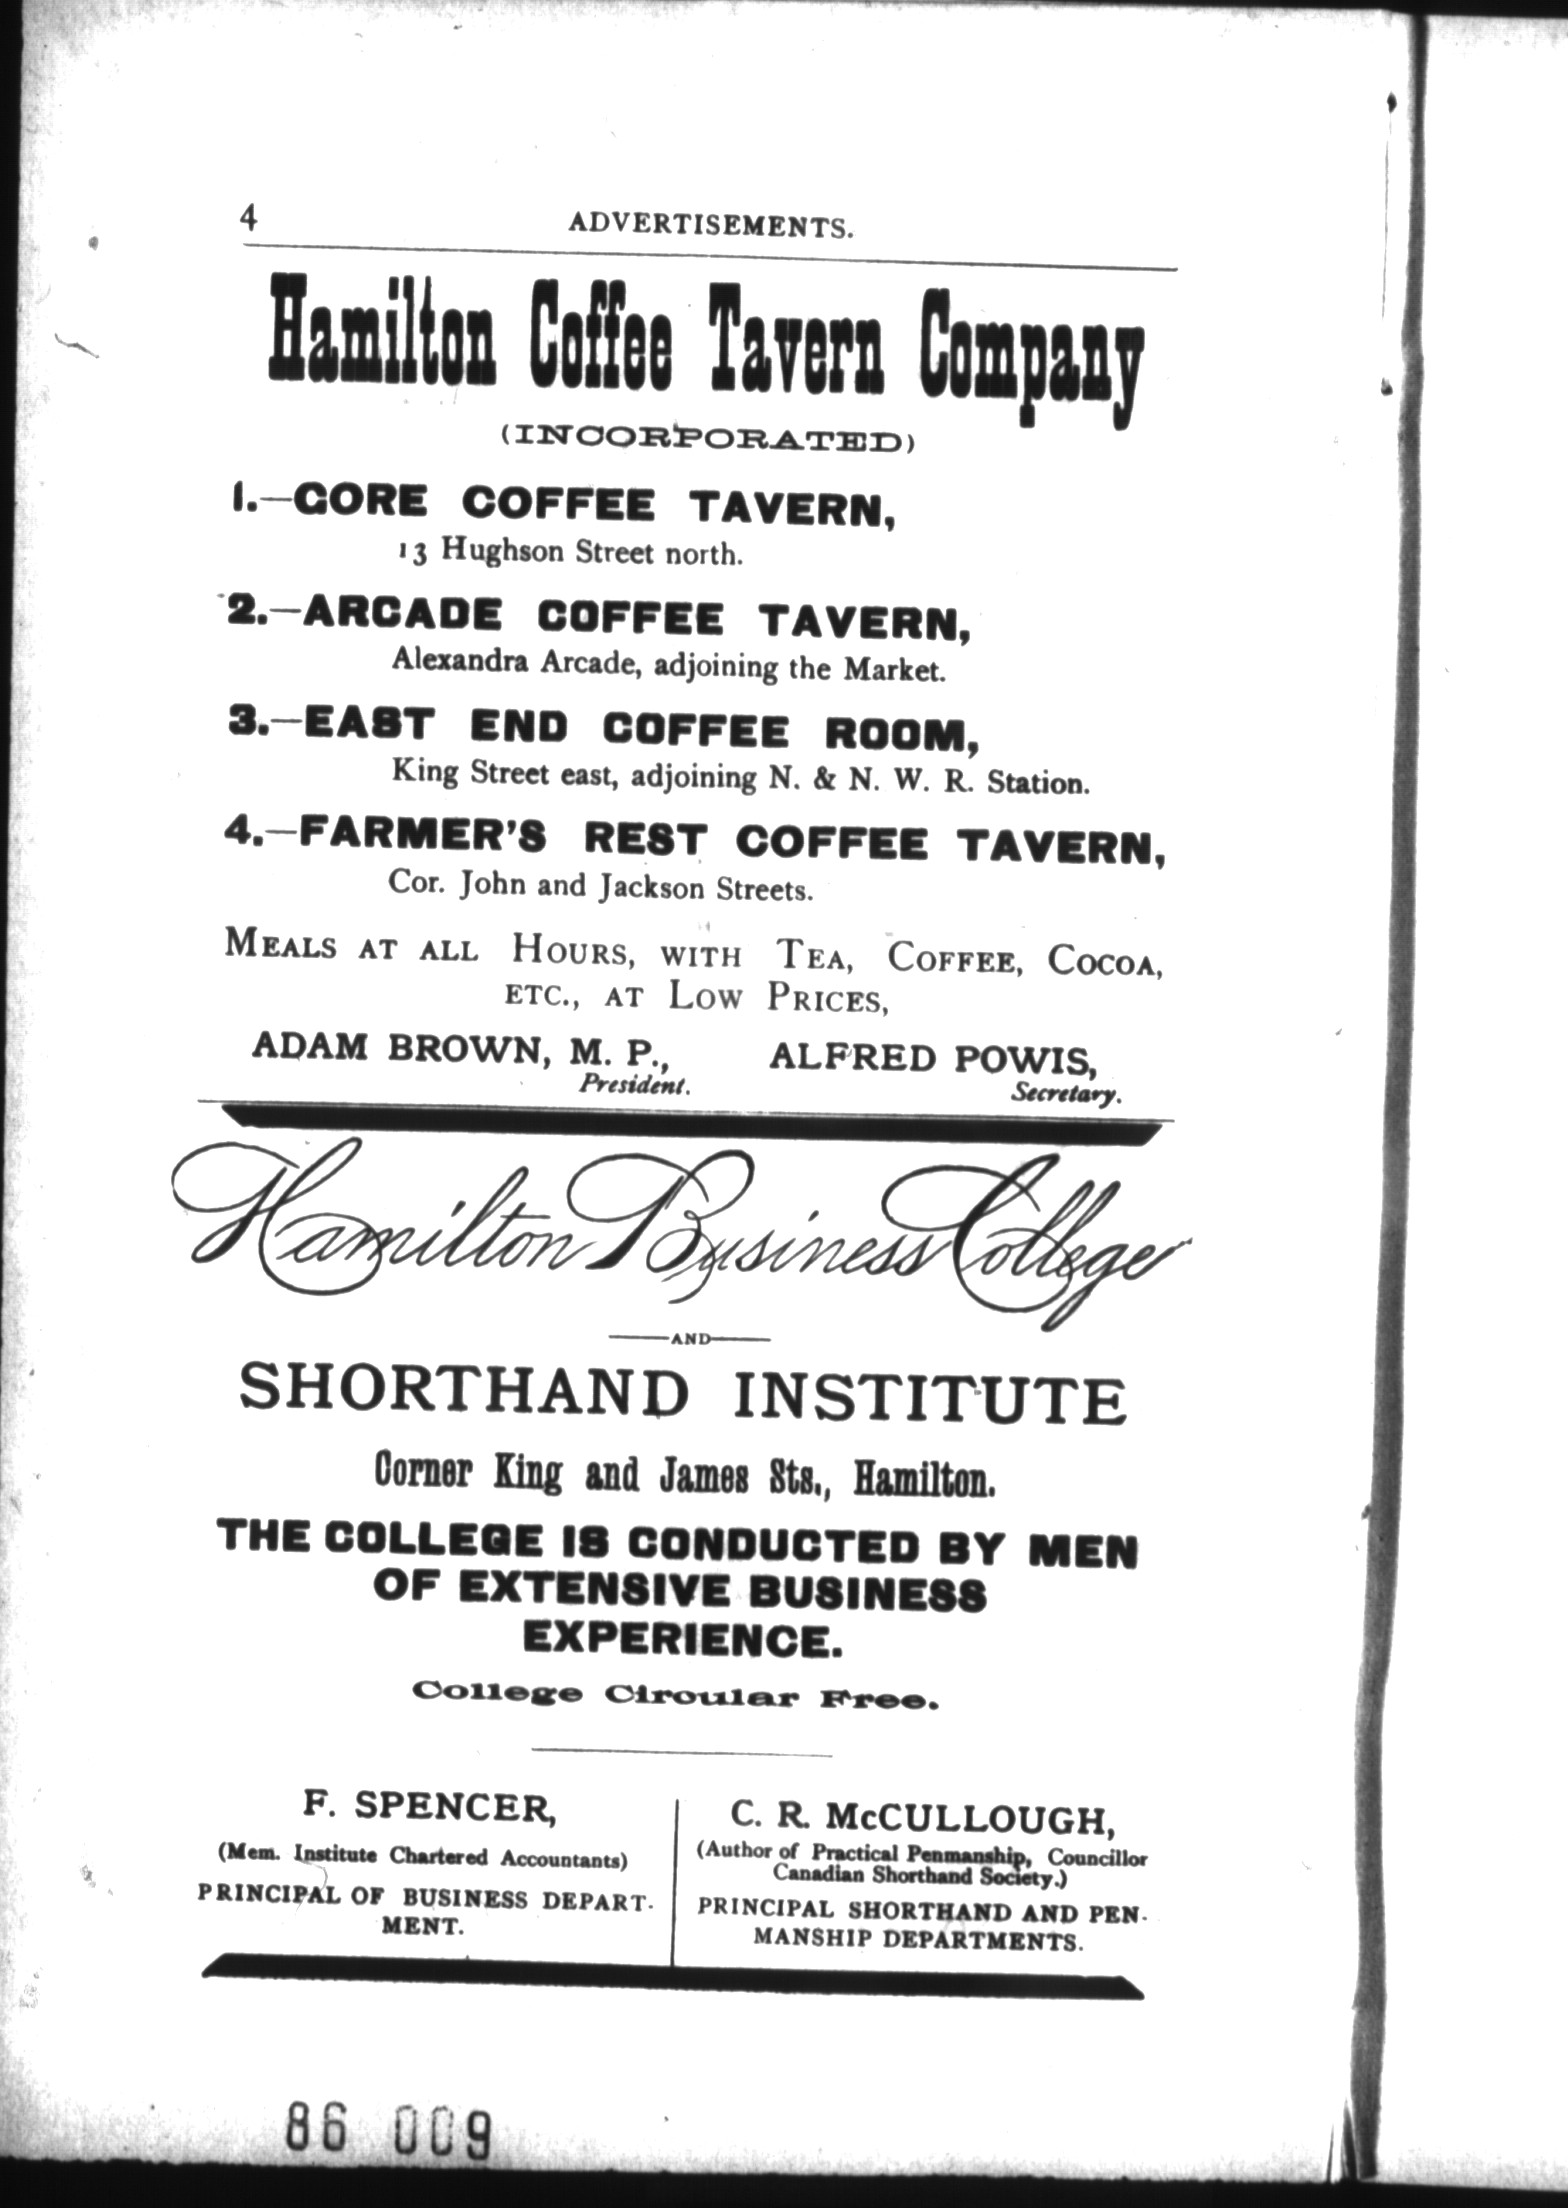 4 ADVERTISEMENTS.
Hamilton Coffee Tavern Company
(INCORPORATED)
1.—GORE COFFEE TAVERN,
13 Hughson Street north.
2.—ARCADE COFFEE TAVERN,
Alexandra Arcade, adjoining the Market.
3.—EAST END COFFEE ROOM,
King Street east, adjoining N. & N. W. R. Station.
4.—FARMER'S REST COFFEE TAVERN,
Cor. John and Jackson Streets.
MEALS AT ALL HOURS, WITH TEA, COFFEE, COCOA,
ETC., AT LOW PRICES,
ADAM BROWN, M. P., ALFRED POWIS,
President. Secretary.
Hamilton Business College
AND
SHORTHAND INSTITUTE
Corner King and James Sts., Hamilton.
THE COLLEGE IS CONDUCTED BY MEN
OF EXTENSIVE BUSINESS
EXPERIENCE.
College Circular Free.
F. SPENCER,
(Mem. Institute Chartered Accountants)
PRINCIPAL OF BUSINESS DEPART-
MENT.
C. R. McCULLOUGH,
(Author of Practical Penmanship, Councillor
Canadian Shorthand Society.)
PRINCIPAL SHORTHAND AND PEN-
MANSHIP DEPARTMENTS.
86 009